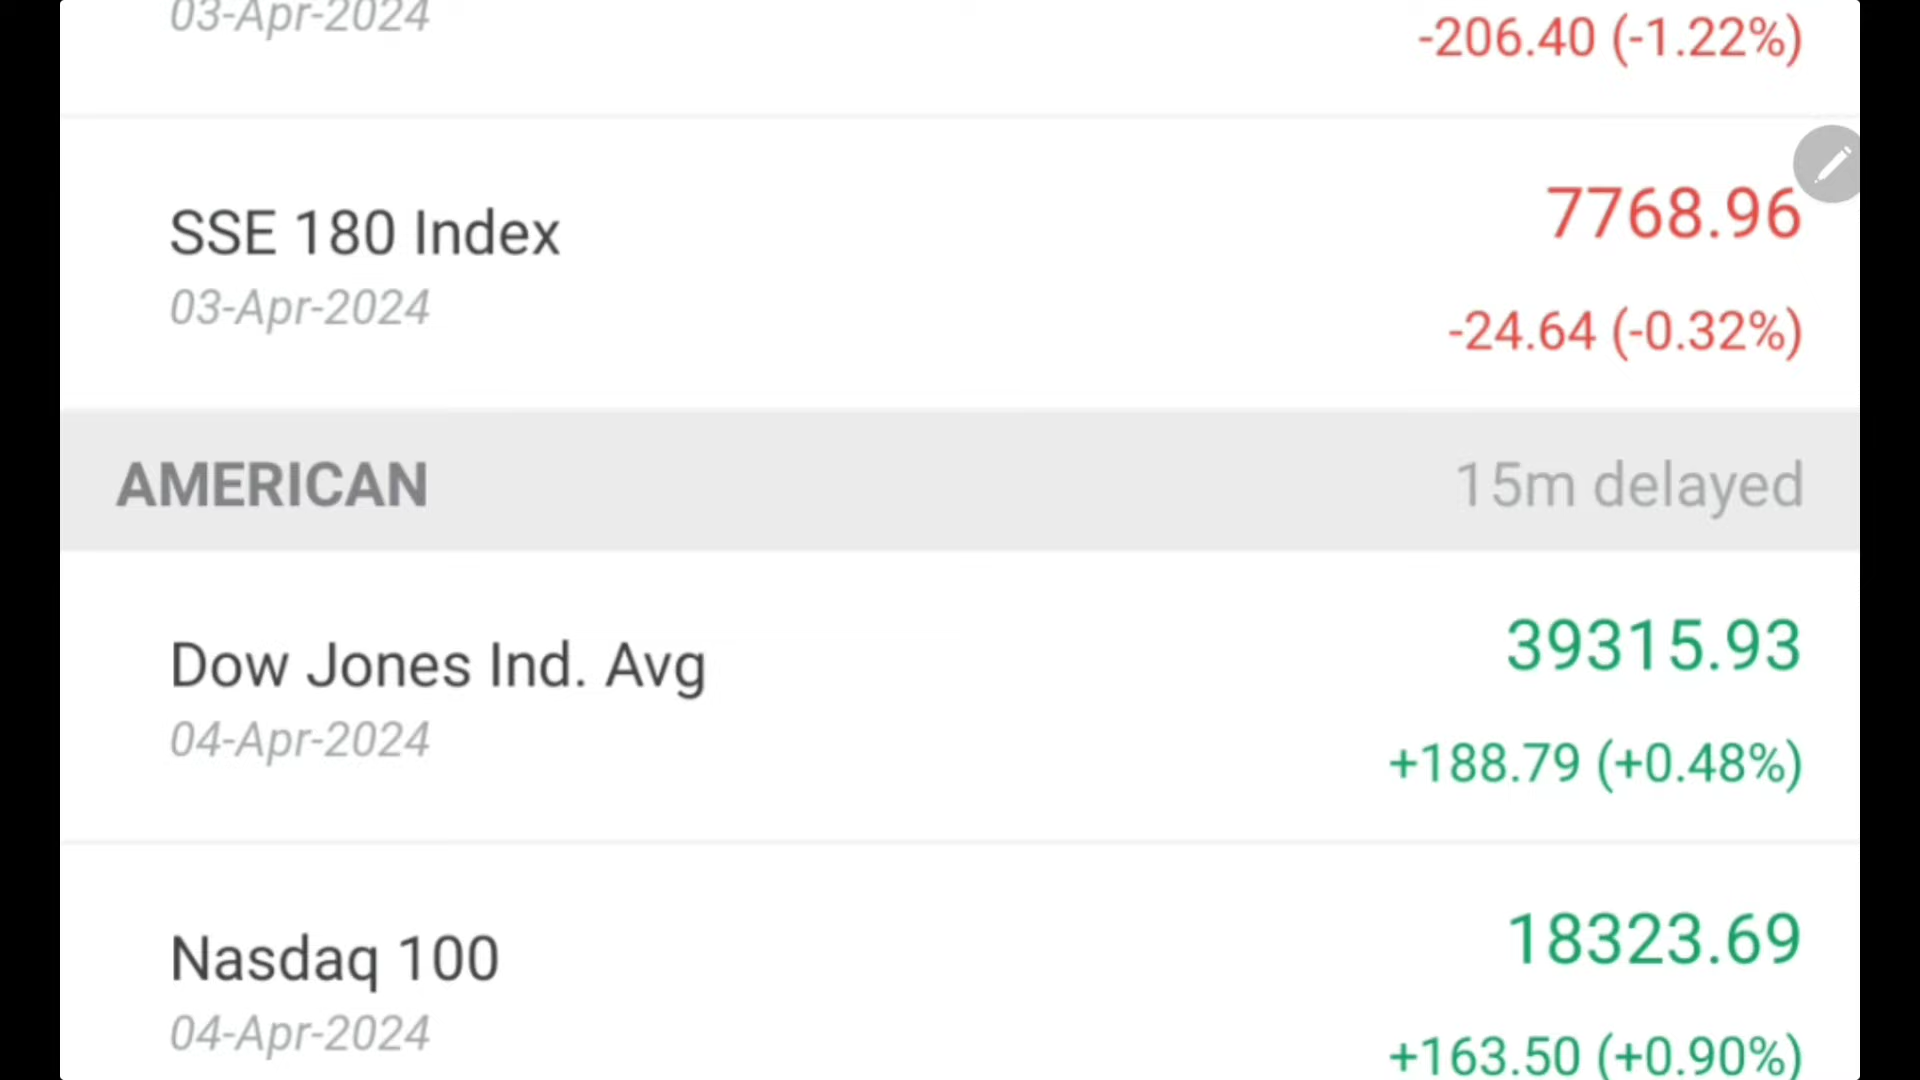 03-Apr-2024
-206.40 (-1.22%)
SSE 180 Index
7768.96
03-Apr-2024
-24.64 (-0.32%)
AMERICAN
15m delayed
Dow Jones Ind. Avg
39315.93
04-Apr-2024
+188.79 (+0.48%)
Nasdaq 100
18323.69
04-Apr-2024
+163.50 (+0.90%)